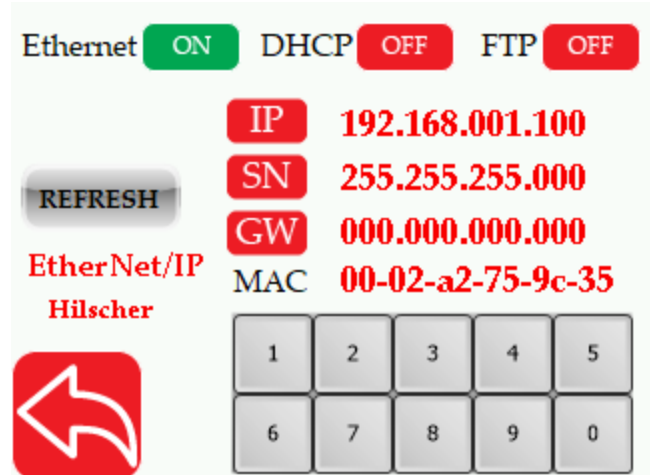 Ethernet ON DHCP OFF FTP OFF
IP 192.168.001.100
SN 255.255.255.000
REFRESH
GW 000.000.000.000
EtherNet/IP
MAC 00-02-a2-75-9c-35
Hilscher
1 2 3 4 5
6 7 8 9 0